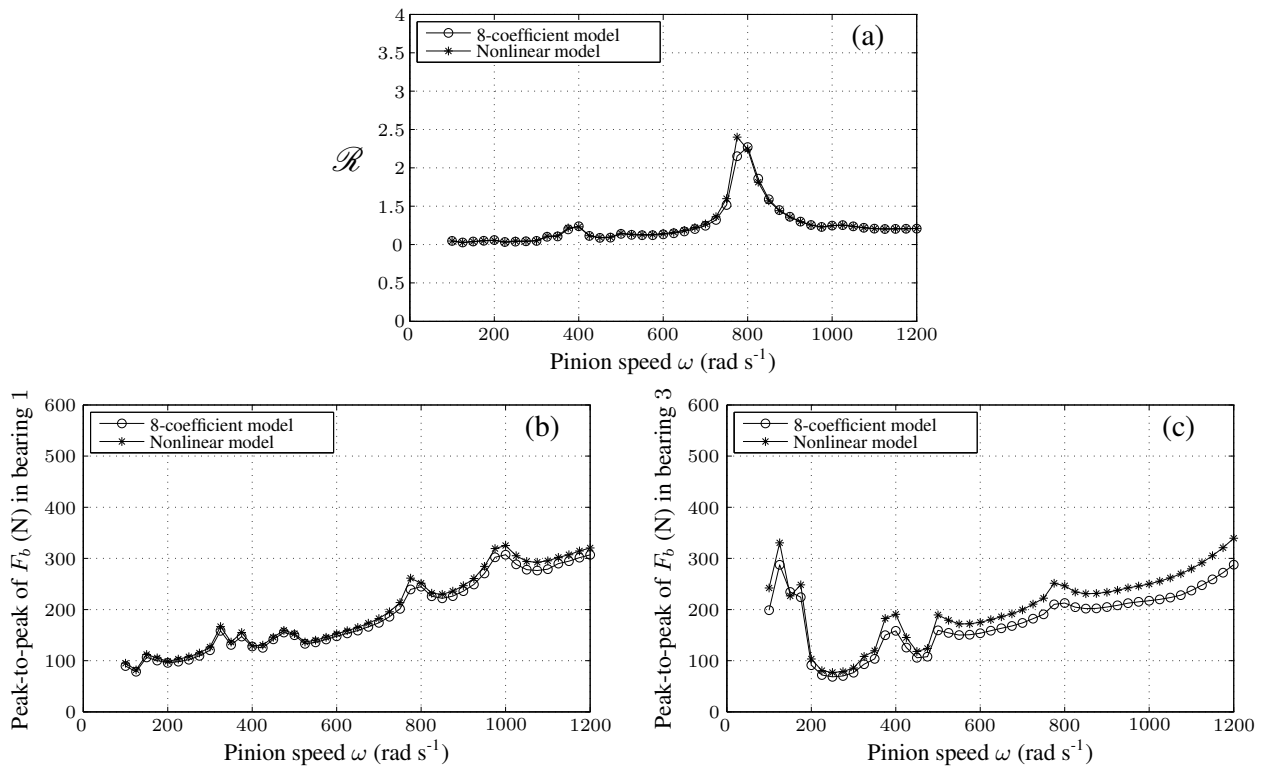 4
3.5
3
2.5
2
1.5
0
0.5
0
ℛ
8-coefficient model
Nonlinear model
(a)
0 200 400 600 800 1000 1200
Pinion speed ω (rad s⁻¹)
600
500
400
300
200
100
0
Peak-to-peak of F_b (N) in bearing 1
8-coefficient model
Nonlinear model
(b)
0 200 400 600 800 1000 1200
Pinion speed ω (rad s⁻¹)
600
500
400
300
200
100
0
Peak-to-peak of F_b (N) in bearing 3
8-coefficient model
Nonlinear model
(c)
0 200 400 600 800 1000 1200
Pinion speed ω (rad s⁻¹)